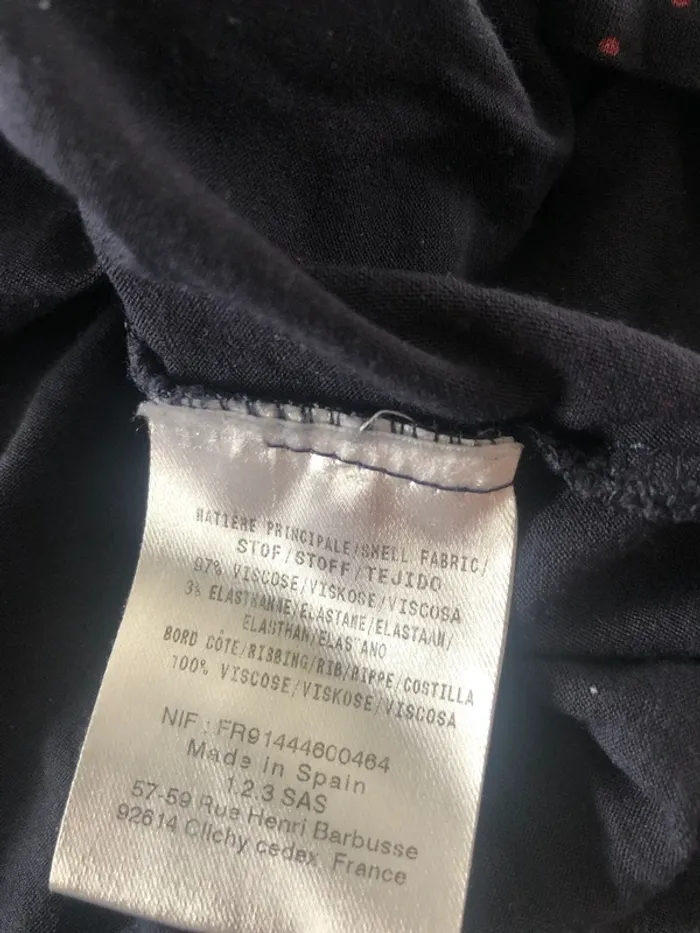 MATIÈRE PRINCIPALE/SHELL FABRIC/
STOF/STOFF/TEJIDO
97% VISCOSE/VISKOSE/VISCOSA
3% ELASTHANNE/ELASTANE/ELASTAAN/
ELASTHAN/ELASTANO
BORD CÔTE/RIBBING/RIB/RIPPE/COSTILLA
100% VISCOSE/VISKOSE/VISCOSA
NIF : FR91444600464
Made in Spain
1.2.3 SAS
57-59 Rue Henri Barbusse
92614 Clichy cedex France